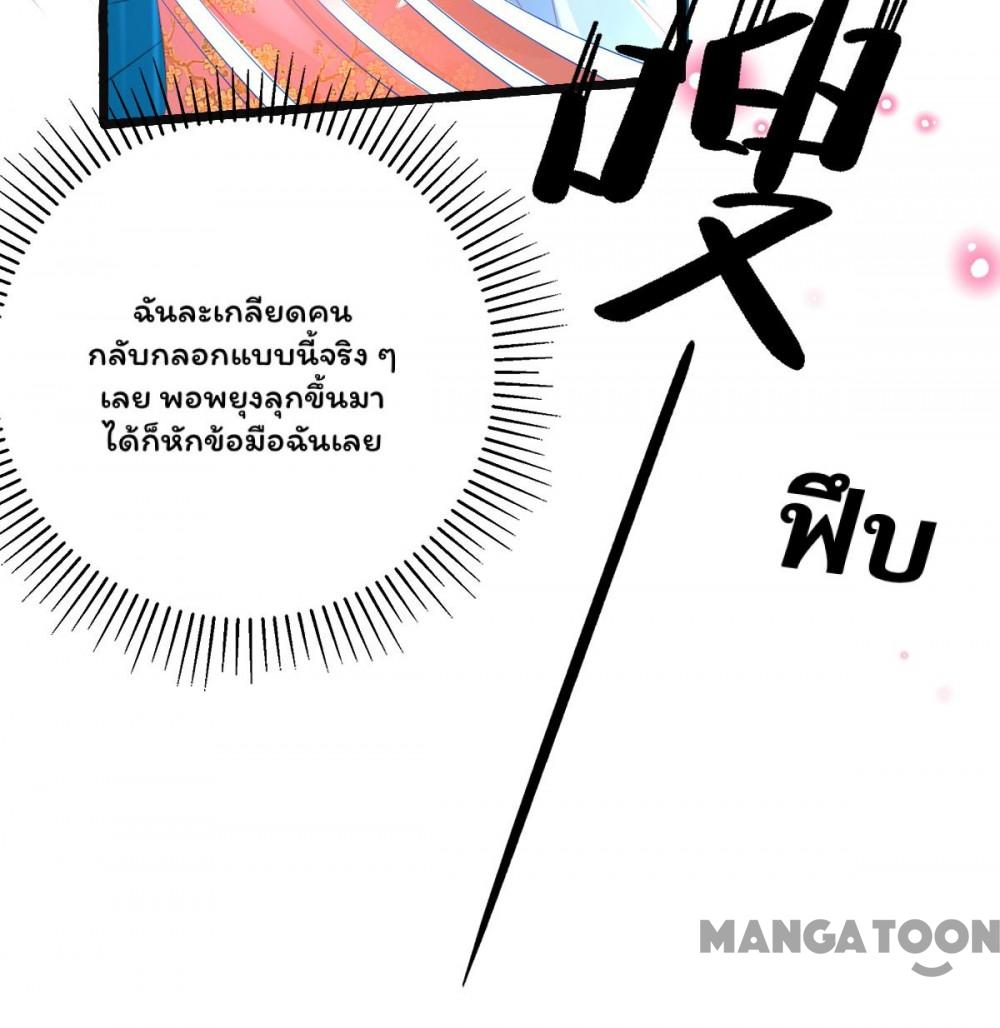 嗖
ฉันละเกลียดคน
กลับกลอกแบบนี้จริง ๆ
เลย พอพยุงลุกขึ้นมา
ได้ก็หักข้อมือฉันเลย
ฟึบ
MANGATOON